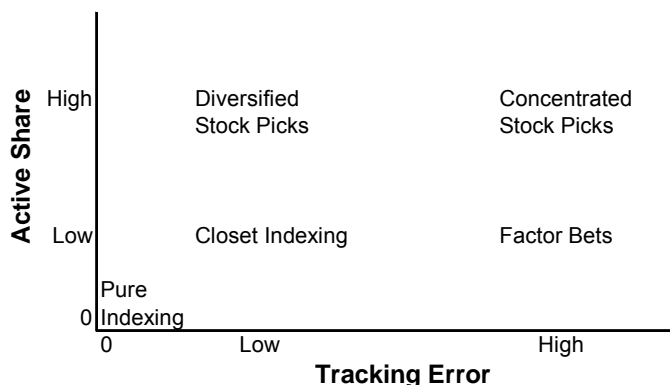 Active Share
High
Diversified
Stock Picks
Concentrated
Stock Picks
Low
Closet Indexing
Factor Bets
Pure
0
Indexing
0
Low
High
Tracking Error